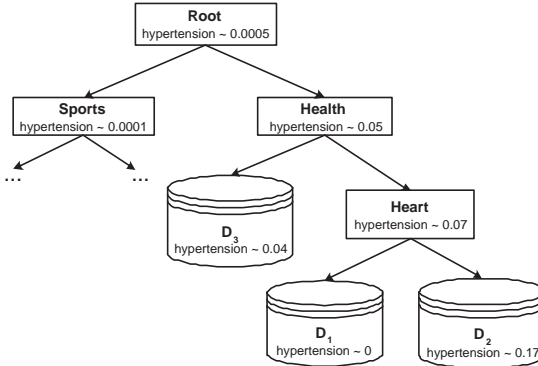 Root
hypertension ~ 0.0005
Sports
hypertension ~ 0.0001
Health
hypertension ~ 0.05
...
...
D3
hypertension ~ 0.04
Heart
hypertension ~ 0.07
D1
hypertension ~ 0
D2
hypertension ~ 0.17